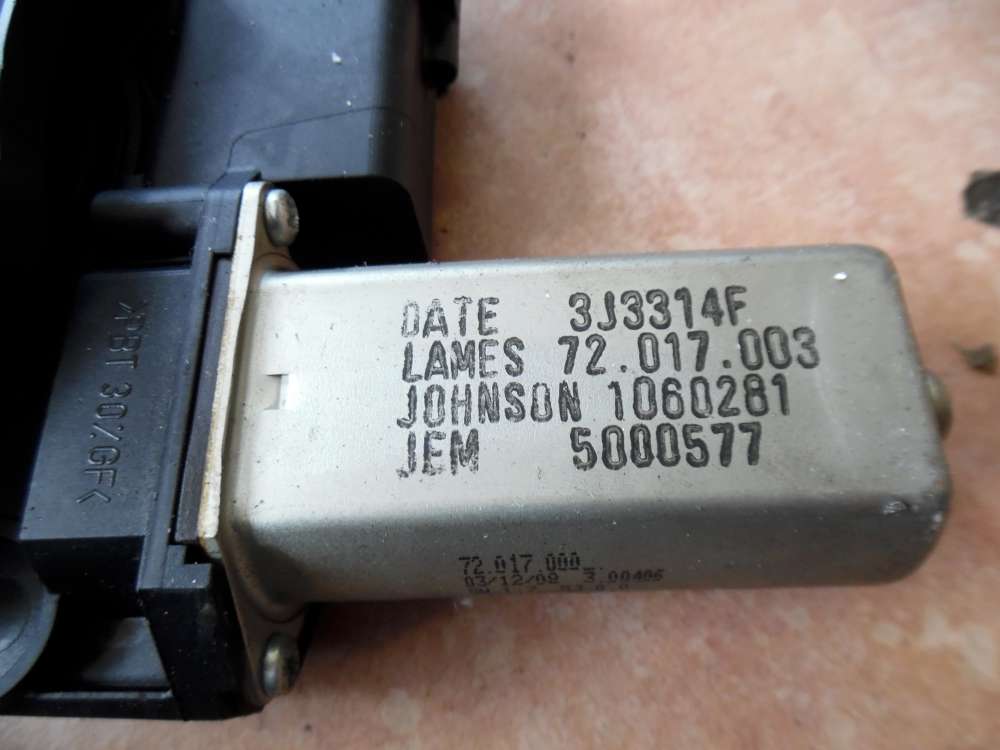 DATE 3J3314F
LAMES 72.017.003
JOHNSON 1060281
JEM 5000577
>PBT 30%GF<
72.017.000
03/12/09 3 00406